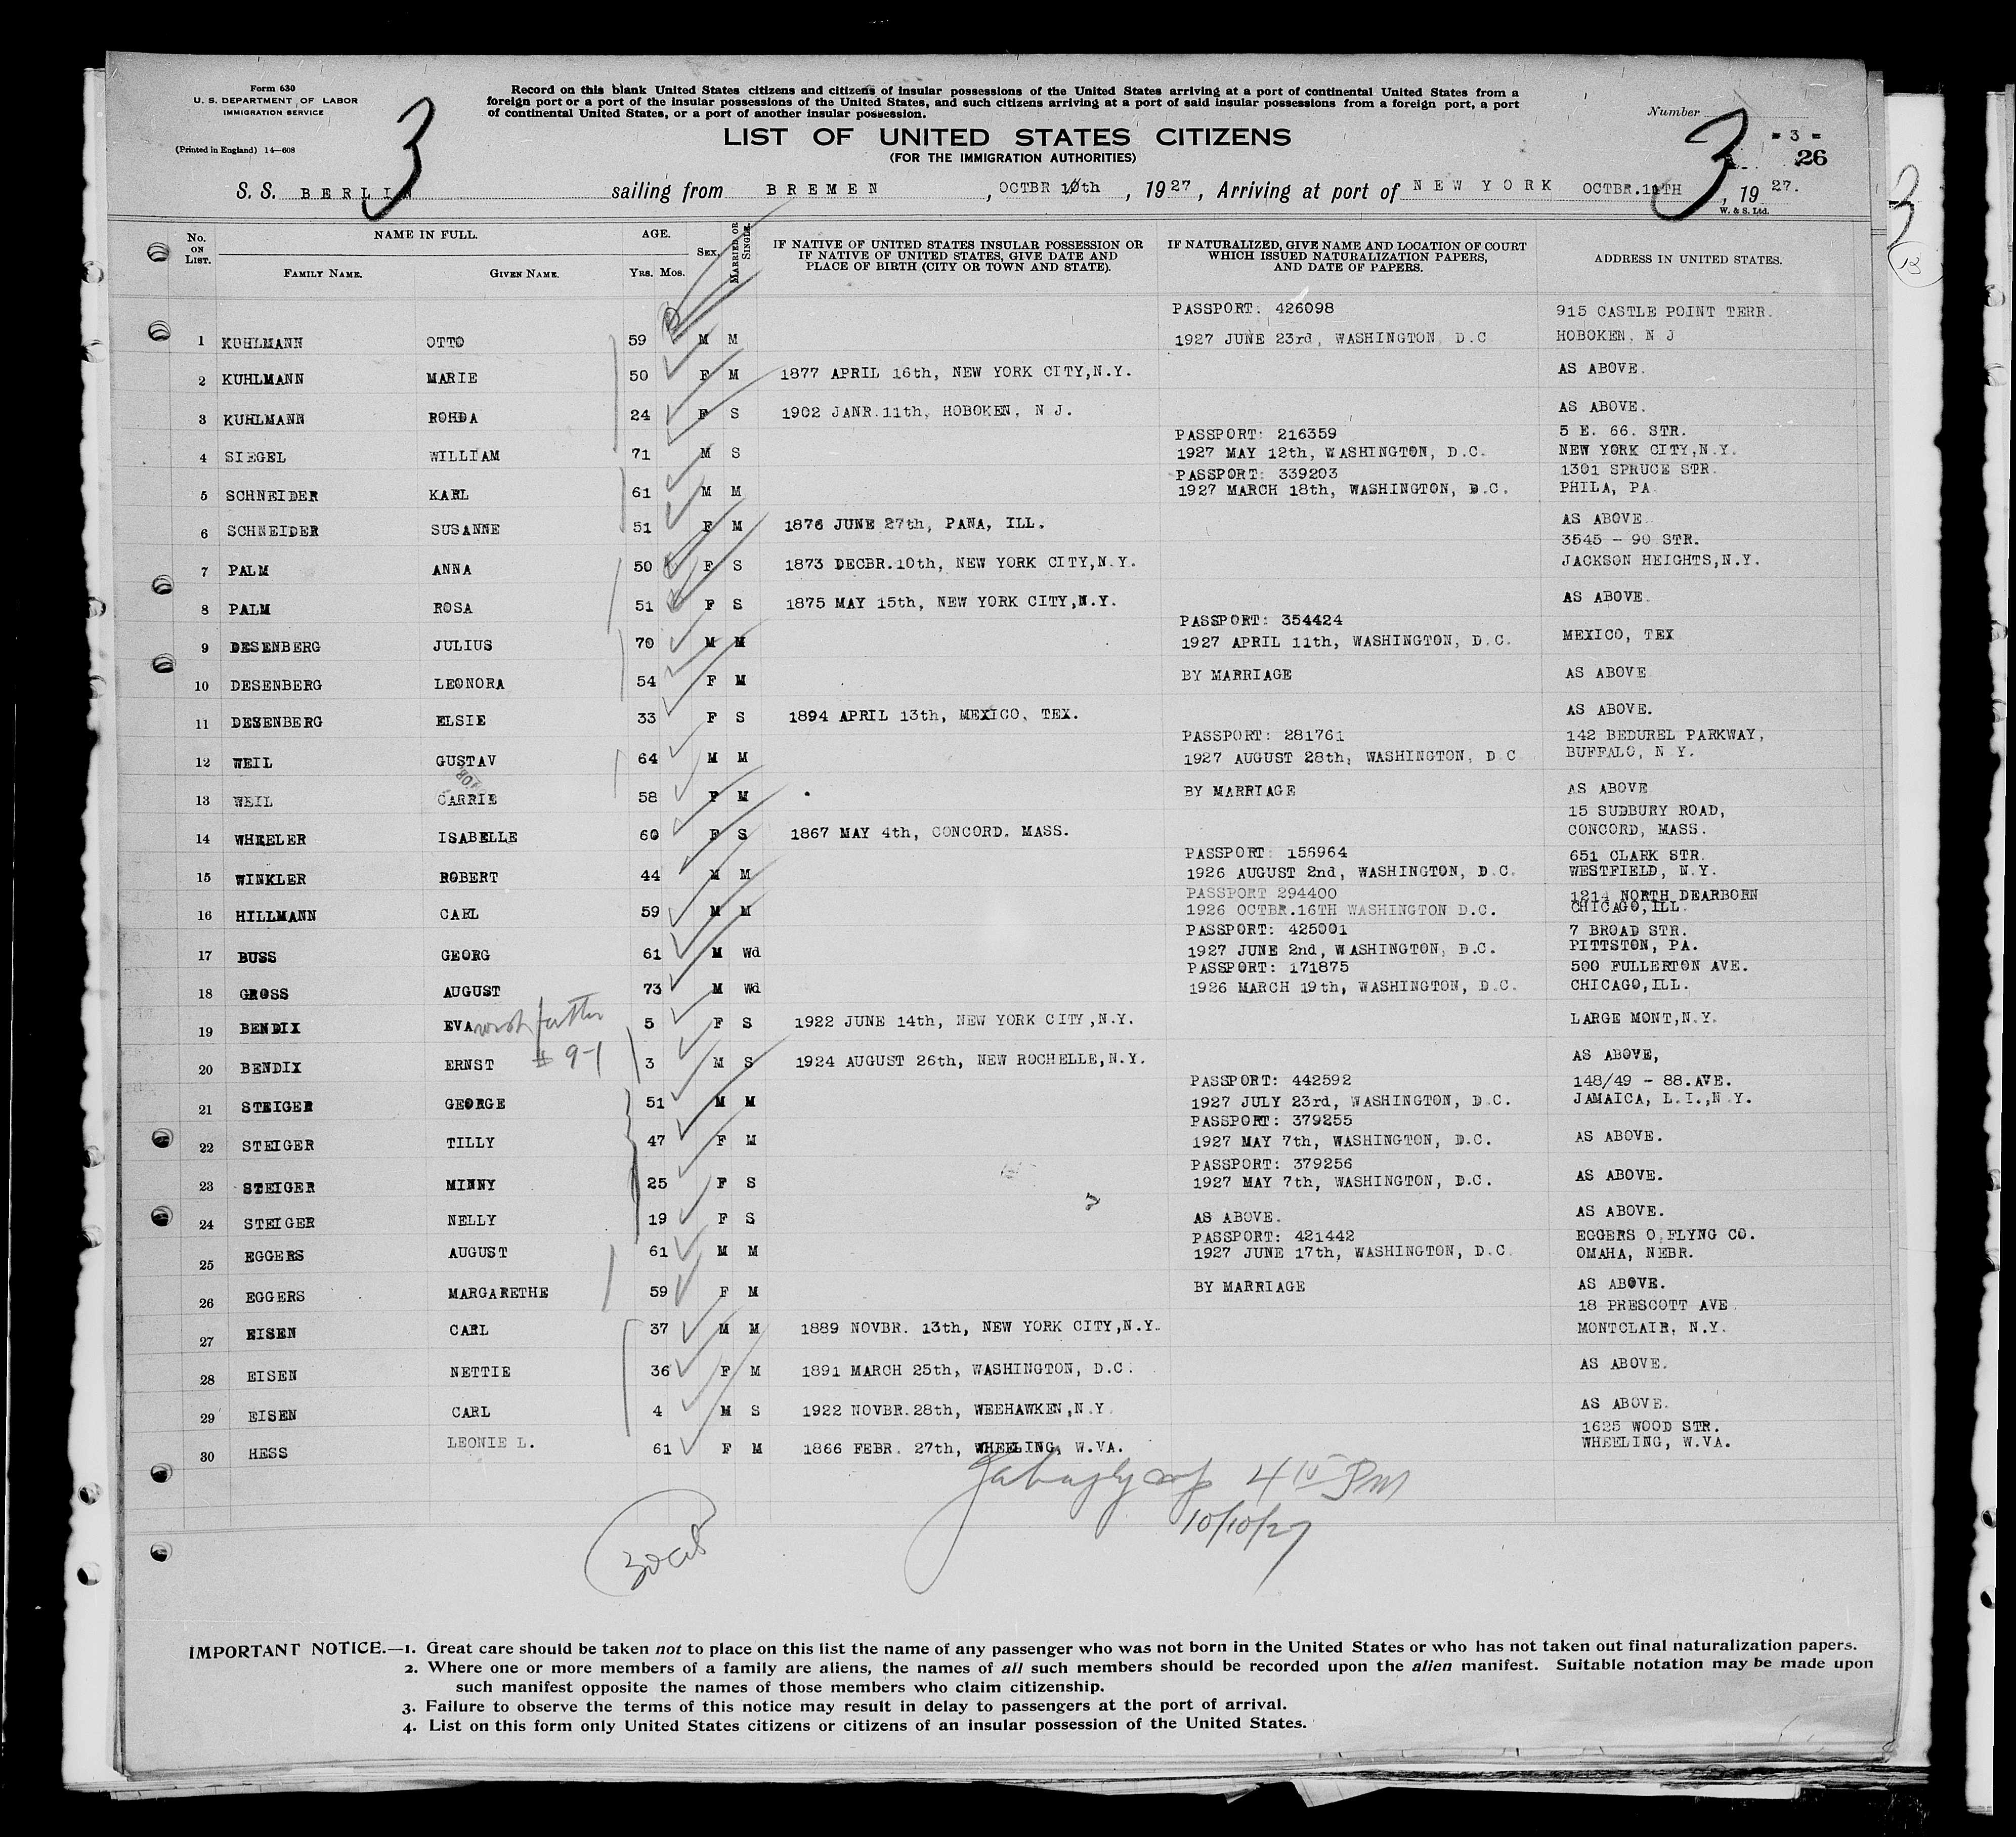 Form 630
U. S. DEPARTMENT OF LABOR
IMMIGRATION SERVICE
(Printed in England) 14—608
3
Record on this blank United States citizens and citizens of insular possessions of the United States arriving at a port of continental United States from a
foreign port or a port of the insular possessions of the United States, and such citizens arriving at a port of said insular possessions from a foreign port, a port
of continental United States, or a port of another insular possession.
LIST OF UNITED STATES CITIZENS
(FOR THE IMMIGRATION AUTHORITIES)
Number
- 3 -
3
26
S. S. BERLIN sailing from BREMEN, OCTBR 10th, 1927, Arriving at port of NEW YORK OCTBR.11TH, 1927.
W. & S. Ltd.
No. ON LIST. NAME IN FULL. FAMILY NAME. GIVEN NAME. AGE. YRS. MOS. SEX. MARRIED OR SINGLE. IF NATIVE OF UNITED STATES INSULAR POSSESSION OR IF NATIVE OF UNITED STATES, GIVE DATE AND PLACE OF BIRTH (CITY OR TOWN AND STATE). IF NATURALIZED, GIVE NAME AND LOCATION OF COURT WHICH ISSUED NATURALIZATION PAPERS, AND DATE OF PAPERS. ADDRESS IN UNITED STATES.
PASSPORT: 426098 915 CASTLE POINT TERR.
1 KUHLMANN OTTO 59 M M 1927 JUNE 23rd, WASHINGTON, D.C HOBOKEN, N J
2 KUHLMANN MARIE 50 F M 1877 APRIL 16th, NEW YORK CITY,N.Y. AS ABOVE.
3 KUHLMANN ROHDA 24 F S 1902 JANR.11th, HOBOKEN, N J. AS ABOVE.
PASSPORT: 216359 5 E. 66. STR.
4 SIEGEL WILLIAM 71 M S 1927 MAY 12th, WASHINGTON, D.C. NEW YORK CITY,N.Y.
PASSPORT: 339203 1301 SPRUCE STR.
5 SCHNEIDER KARL 61 M M 1927 MARCH 18th, WASHINGTON, D.C. PHILA, PA.
6 SCHNEIDER SUSANNE 51 F M 1876 JUNE 27th, PANA, ILL. AS ABOVE.
3545 - 90 STR.
7 PALM ANNA 50 F S 1873 DECBR.10th, NEW YORK CITY,N.Y. JACKSON HEIGHTS,N.Y.
8 PALM ROSA 51 F S 1875 MAY 15th, NEW YORK CITY,N.Y. AS ABOVE.
PASSPORT: 354424
9 DESENBERG JULIUS 70 M M 1927 APRIL 11th, WASHINGTON, D.C. MEXICO, TEX
10 DESENBERG LEONORA 54 F M BY MARRIAGE AS ABOVE
11 DESENBERG ELSIE 33 F S 1894 APRIL 13th, MEXICO, TEX. AS ABOVE.
PASSPORT: 281761 142 BEDUREL PARKWAY,
12 WEIL GUSTAV 64 M M 1927 AUGUST 28th, WASHINGTON, D.C BUFFALO, N Y.
13 WEIL CARRIE 58 F M BY MARRIAGE AS ABOVE
15 SUDBURY ROAD,
14 WHEELER ISABELLE 60 F S 1867 MAY 4th, CONCORD. MASS. CONCORD, MASS.
PASSPORT: 156964 651 CLARK STR.
15 WINKLER ROBERT 44 M M 1926 AUGUST 2nd, WASHINGTON, D.C. WESTFIELD, N.Y.
PASSPORT 294400 1214 NORTH DEARBORN
16 HILLMANN CARL 59 M M 1926 OCTBR.16TH WASHINGTON D.C. CHICAGO,ILL.
PASSPORT: 425001 7 BROAD STR.
17 BUSS GEORG 61 M Wd 1927 JUNE 2nd, WASHINGTON, D.C. PITTSTON, PA.
PASSPORT: 171875 500 FULLERTON AVE.
18 GROSS AUGUST 73 M Wd 1926 MARCH 19th, WASHINGTON, D.C. CHICAGO,ILL.
19 BENDIX EVA with father 5 F S 1922 JUNE 14th, NEW YORK CITY,N.Y. LARGE MONT,N.Y.
20 BENDIX ERNST # 9-1 3 M S 1924 AUGUST 26th, NEW ROCHELLE,N.Y. AS ABOVE,
PASSPORT: 442592 148/49 - 88.AVE.
21 STEIGER GEORGE 51 M M 1927 JULY 23rd, WASHINGTON, D.C. JAMAICA, L.I.,N.Y.
PASSPORT: 379255
22 STEIGER TILLY 47 F M 1927 MAY 7th, WASHINGTON, D.C. AS ABOVE.
PASSPORT: 379256
23 STEIGER MINNY 25 F S 1927 MAY 7th, WASHINGTON, D.C. AS ABOVE.
24 STEIGER NELLY 19 F S AS ABOVE. AS ABOVE.
PASSPORT: 421442 EGGERS O.FLYNG CO.
25 EGGERS AUGUST 61 M M 1927 JUNE 17th, WASHINGTON, D.C. OMAHA, NEBR.
26 EGGERS MARGARETHE 59 F M BY MARRIAGE AS ABOVE.
18 PRESCOTT AVE.
27 EISEN CARL 37 M M 1889 NOVBR. 13th, NEW YORK CITY,N.Y. MONTCLAIR, N.Y.
28 EISEN NETTIE 36 F M 1891 MARCH 25th, WASHINGTON, D.C. AS ABOVE.
29 EISEN CARL 4 M S 1922 NOVBR.28th, WEEHAWKEN,N.Y. AS ABOVE.
1625 WOOD STR.
30 HESS LEONIE L. 61 F M 1866 FEBR. 27th, WHEELING, W.VA. WHEELING, W.VA.
4 15 PM
10/10/27
IMPORTANT NOTICE.—1. Great care should be taken not to place on this list the name of any passenger who was not born in the United States or who has not taken out final naturalization papers.
2. Where one or more members of a family are aliens, the names of all such members should be recorded upon the alien manifest. Suitable notation may be made upon
such manifest opposite the names of those members who claim citizenship.
3. Failure to observe the terms of this notice may result in delay to passengers at the port of arrival.
4. List on this form only United States citizens or citizens of an insular possession of the United States.